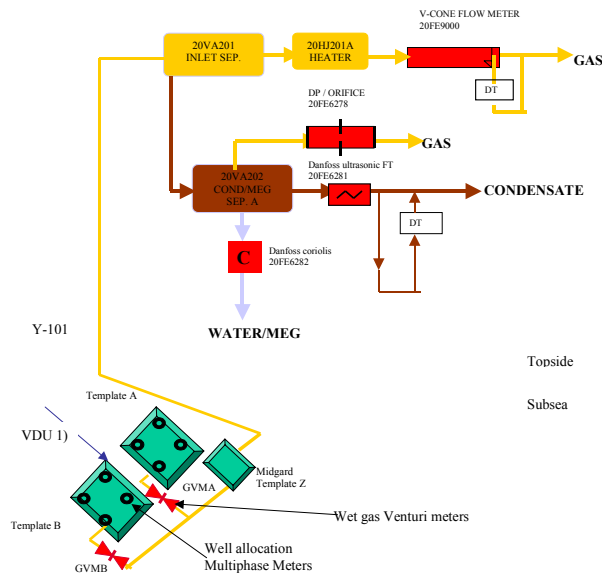 V-CONE FLOW METER
20FE9000
20VA201
INLET SEP.
20HJ201A
HEATER
GAS
DT
DP / ORIFICE
20FE6278
GAS
Danfoss ultrasonic FT
20FE6281
20VA202
COND/MEG
SEP. A
CONDENSATE
DT
C
Danfoss coriolis
20FE6282
WATER/MEG
Y-101
Topside
Subsea
Template A
VDU 1)
Midgard
Template Z
GVMA
Wet gas Venturi meters
Template B
Well allocation
Multiphase Meters
GVMB